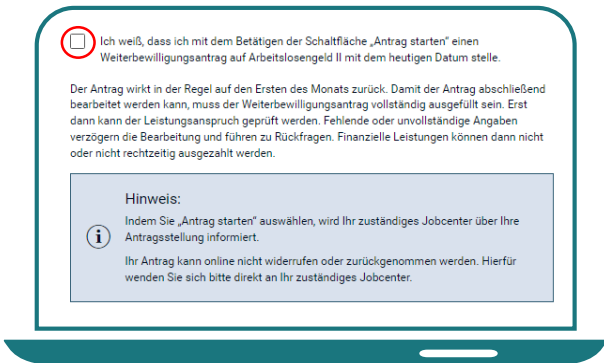 Ich weiß, dass ich mit dem Betätigen der Schaltfläche „Antrag starten" einen
Weiterbewilligungsantrag auf Arbeitslosengeld II mit dem heutigen Datum stelle.
Der Antrag wirkt in der Regel auf den Ersten des Monats zurück. Damit der Antrag abschließend
bearbeitet werden kann, muss der Weiterbewilligungsantrag vollständig ausgefüllt sein. Erst
dann kann der Leistungsanspruch geprüft werden. Fehlende oder unvollständige Angaben
verzögern die Bearbeitung und führen zu Rückfragen. Finanzielle Leistungen können dann nicht
oder nicht rechtzeitig ausgezahlt werden.
Hinweis:
Indem Sie „Antrag starten" auswählen, wird Ihr zuständiges Jobcenter über Ihre
Antragsstellung informiert.
Ihr Antrag kann online nicht widerrufen oder zurückgenommen werden. Hierfür
wenden Sie sich bitte direkt an Ihr zuständiges Jobcenter.